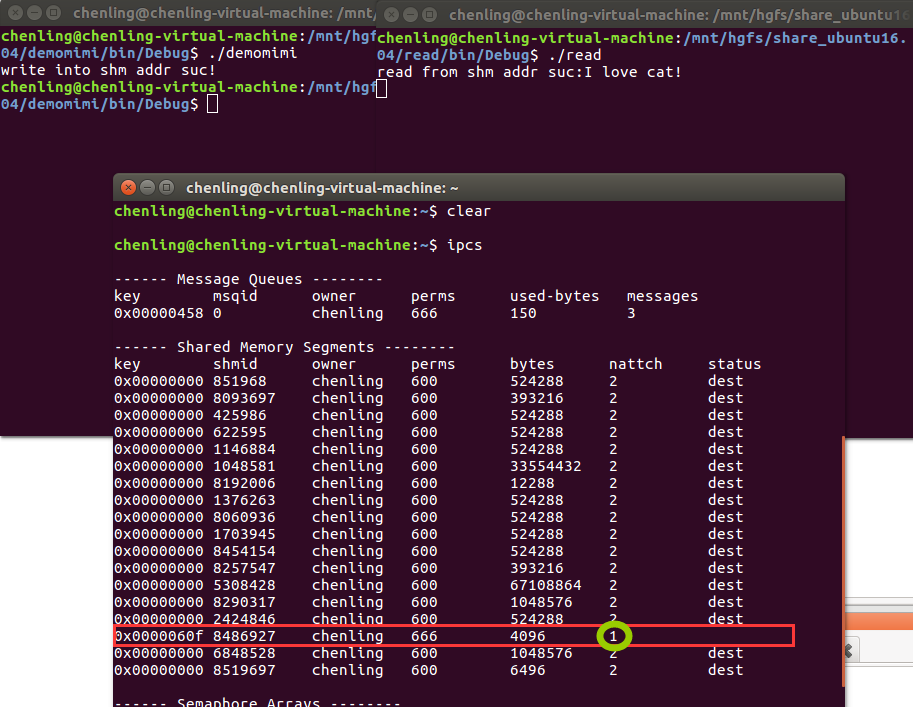 chenling@chenling-virtual-machine: /mnt/
chenling@chenling-virtual-machine:/mnt/hgf
04/demomimi/bin/Debug$ ./demomimi
write into shm addr suc!
chenling@chenling-virtual-machine:/mnt/hgf
04/demomimi/bin/Debug$
chenling@chenling-virtual-machine: /mnt/hgfs/share_ubuntu16
chenling@chenling-virtual-machine:/mnt/hgfs/share_ubuntu16.
04/read/bin/Debug$ ./read
read from shm addr suc:I love cat!
chenling@chenling-virtual-machine: ~
chenling@chenling-virtual-machine:~$ clear
chenling@chenling-virtual-machine:~$ ipcs
------ Message Queues --------
key msqid owner perms used-bytes messages
0x00000458 0 chenling 666 150 3
------ Shared Memory Segments --------
key shmid owner perms bytes nattch status
0x00000000 851968 chenling 600 524288 2 dest
0x00000000 8093697 chenling 600 393216 2 dest
0x00000000 425986 chenling 600 524288 2 dest
0x00000000 622595 chenling 600 524288 2 dest
0x00000000 1146884 chenling 600 524288 2 dest
0x00000000 1048581 chenling 600 33554432 2 dest
0x00000000 8192006 chenling 600 12288 2 dest
0x00000000 1376263 chenling 600 524288 2 dest
0x00000000 8060936 chenling 600 524288 2 dest
0x00000000 1703945 chenling 600 524288 2 dest
0x00000000 8454154 chenling 600 524288 2 dest
0x00000000 8257547 chenling 600 393216 2 dest
0x00000000 5308428 chenling 600 67108864 2 dest
0x00000000 8290317 chenling 600 1048576 2 dest
0x00000000 2424846 chenling 600 524288 2 dest
0x0000060f 8486927 chenling 666 4096 1
0x00000000 6848528 chenling 600 1048576 2 dest
0x00000000 8519697 chenling 600 6496 2 dest
------ Semaphore Arrays --------